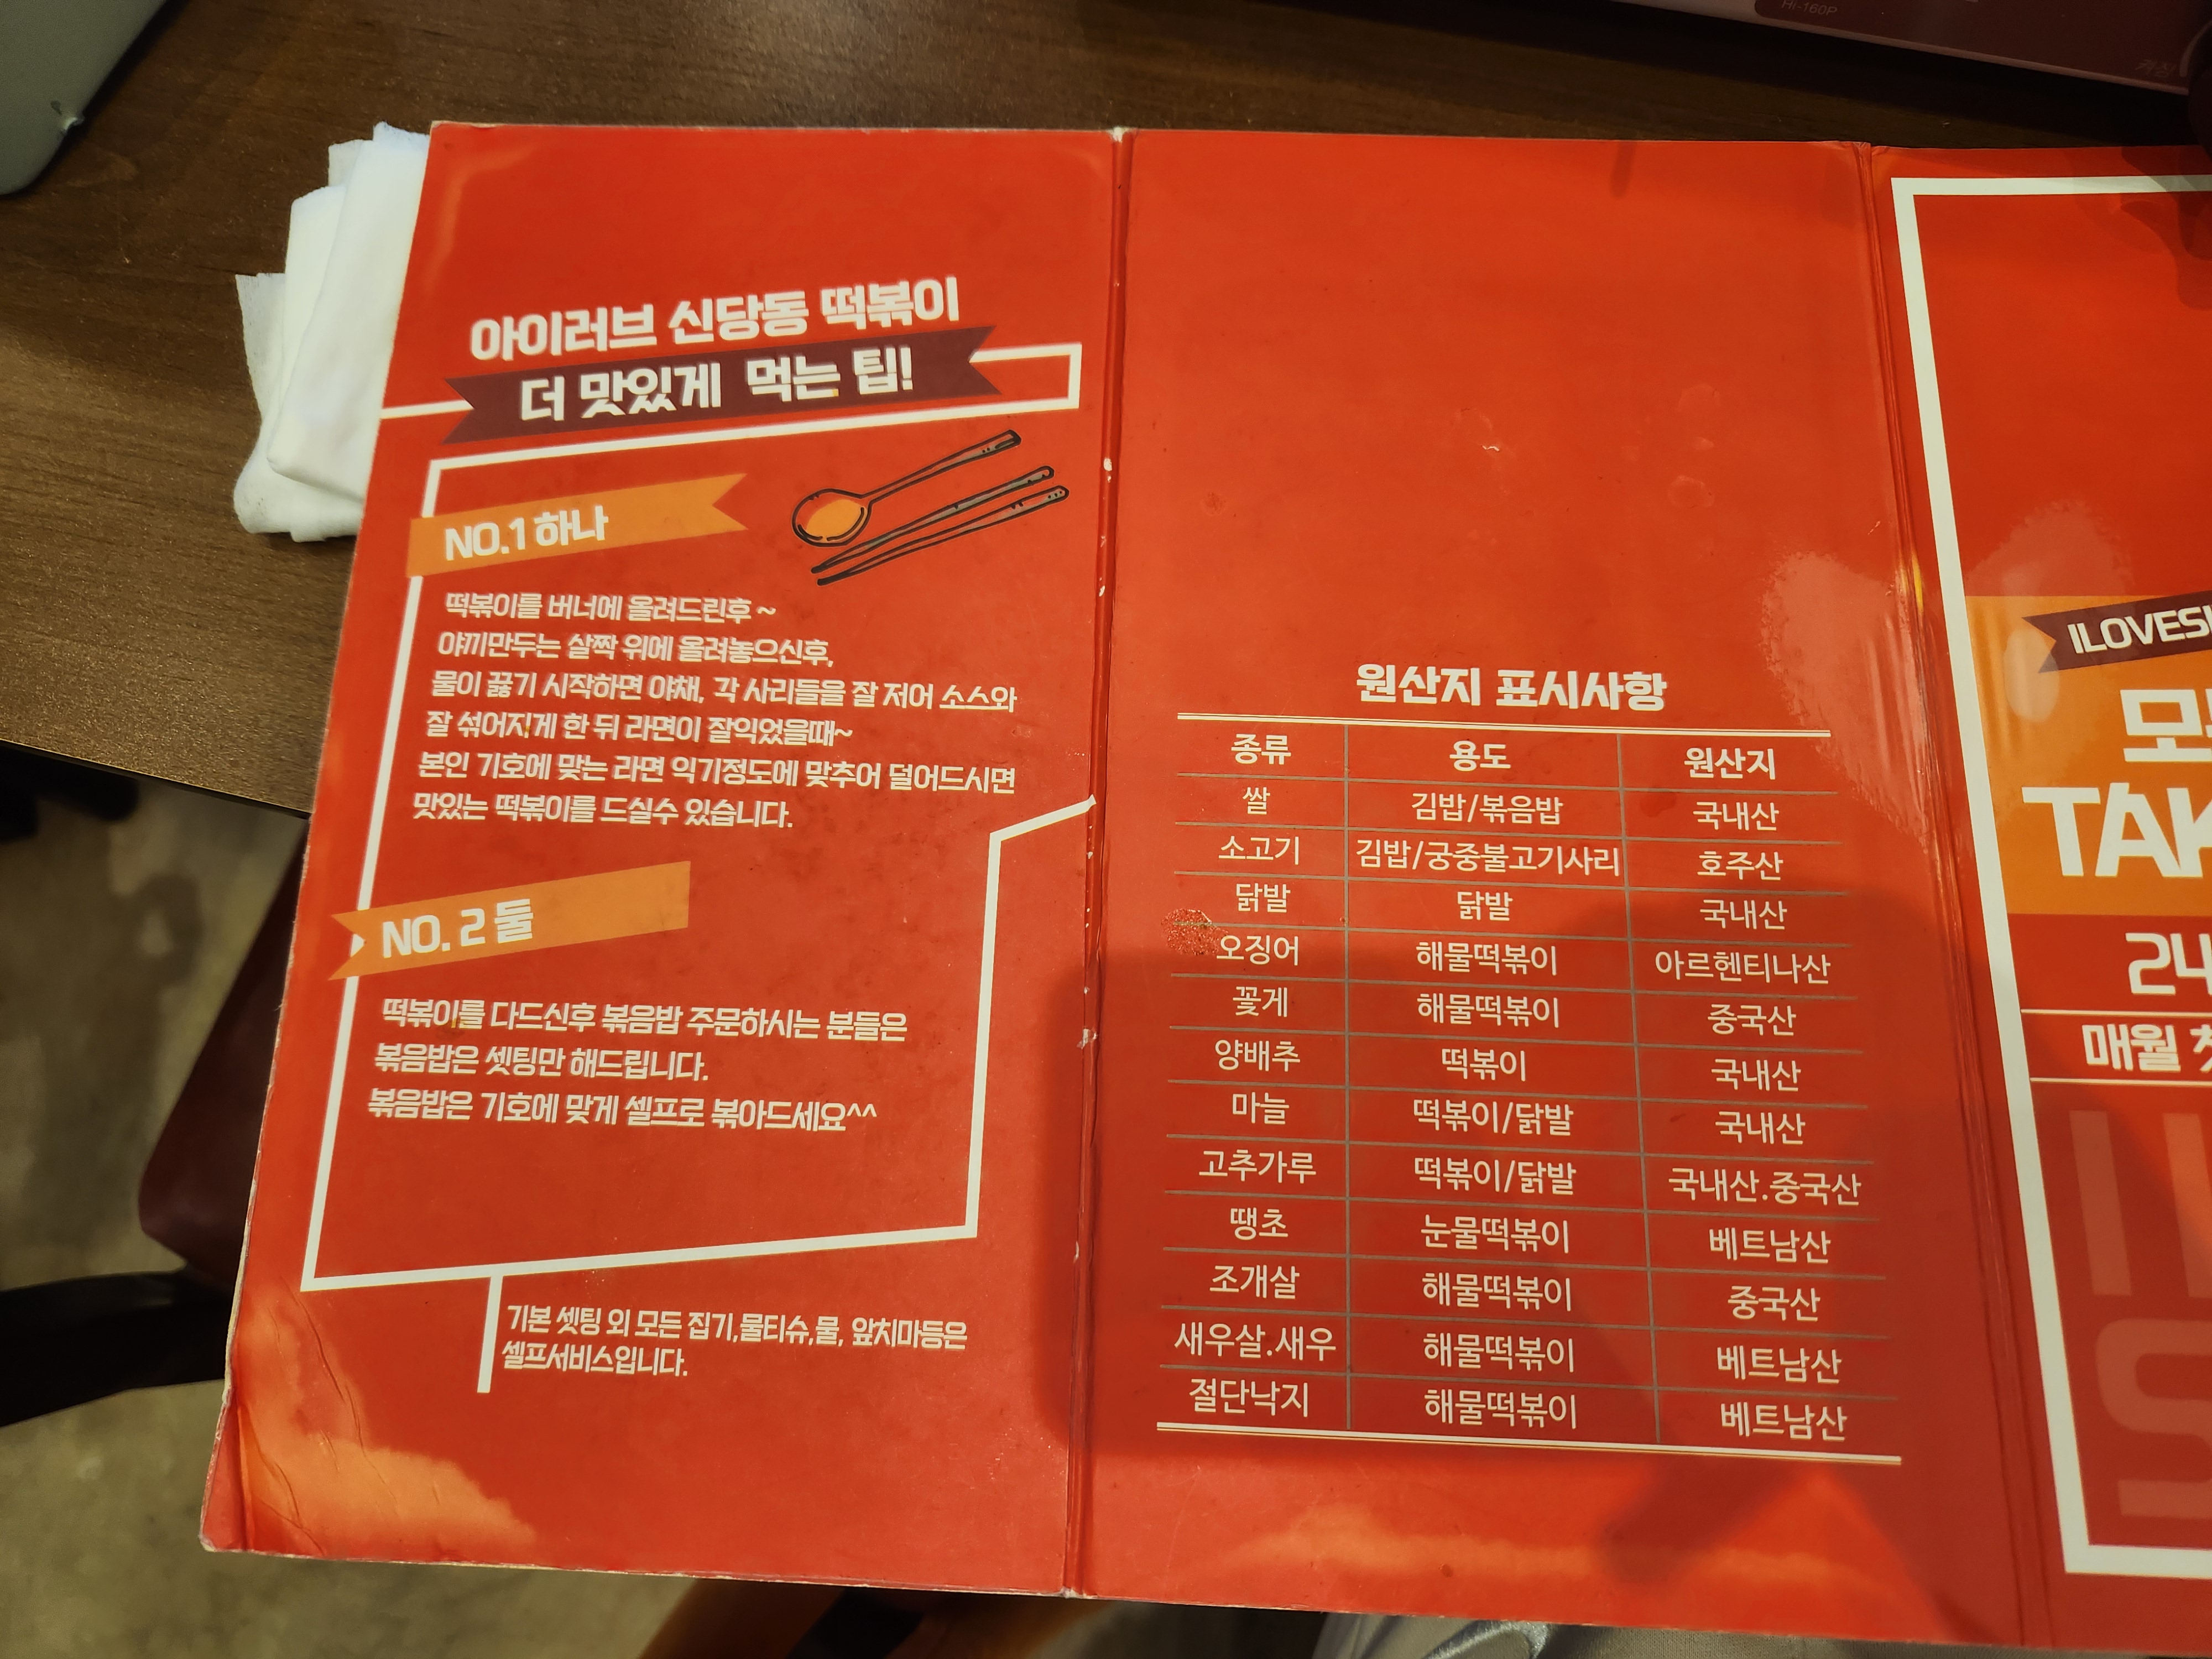 Hi-160P
아이러브 신당동 떡볶이
더 맛있게 먹는 팁!
NO.1 하나
떡볶이를 버너에 올려드린후 ~
야끼만두는 살짝 위에 올려놓으신후,
물이 끓기 시작하면 야채, 각 사리들을 잘 저어 소스와
잘 섞어지게 한 뒤 라면이 잘익었을때~
본인 기호에 맞는 라면 익기정도에 맞추어 덜어드시면
맛있는 떡볶이를 드실수 있습니다.
NO. 2 둘
떡볶이를 다드신후 볶음밥 주문하시는 분들은
볶음밥은 셋팅만 해드립니다.
볶음밥은 기호에 맞게 셀프로 볶아드세요^^
기본 셋팅 외 모든 집기,물티슈,물, 앞치마등은
셀프서비스입니다.
원산지 표시사항
종류 용도 원산지
쌀 김밥/볶음밥 국내산
소고기 김밥/궁중불고기사리 호주산
닭발 닭발 국내산
오징어 해물떡볶이 아르헨티나산
꽃게 해물떡볶이 중국산
양배추 떡볶이 국내산
마늘 떡볶이/닭발 국내산
고추가루 떡볶이/닭발 국내산.중국산
땡초 눈물떡볶이 베트남산
조개살 해물떡볶이 중국산
새우살.새우 해물떡볶이 베트남산
절단낙지 해물떡볶이 베트남산
ILOVES
TAK
24
매월